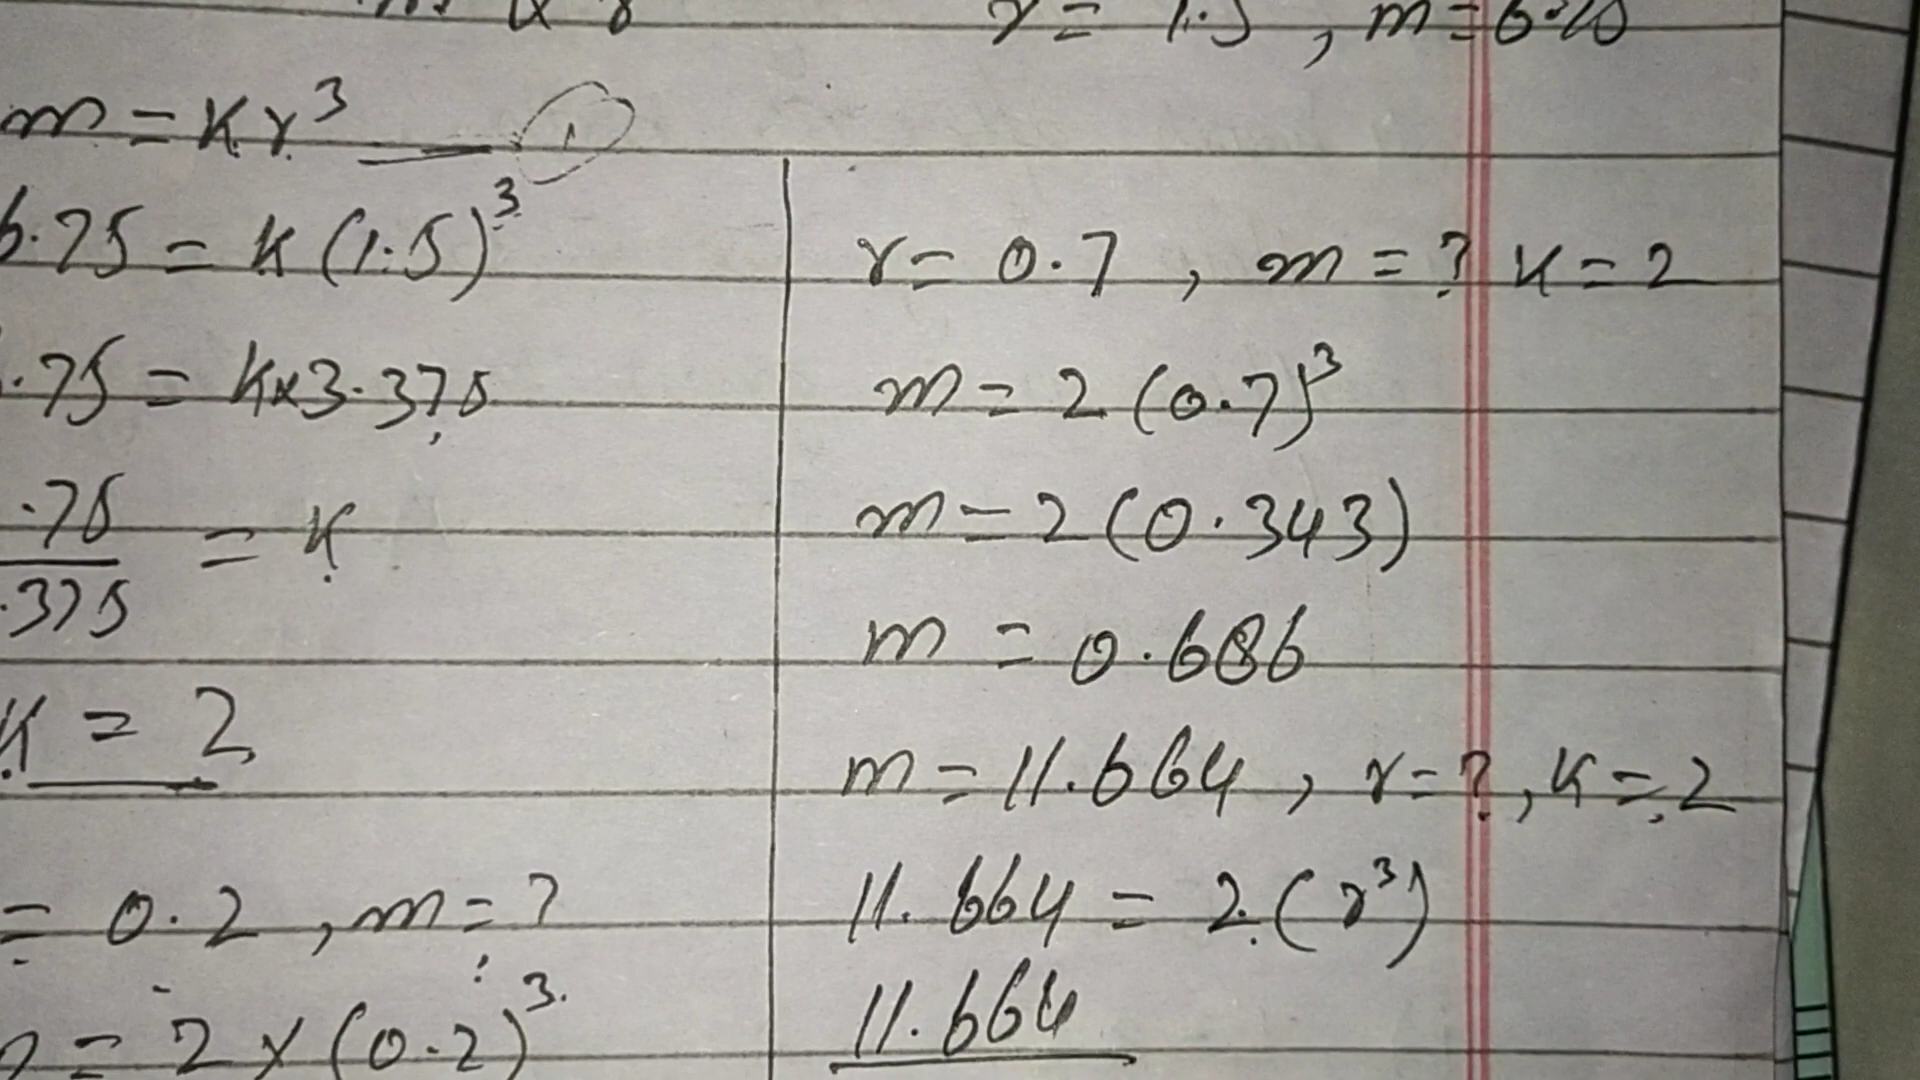 r = 1.5, m = 6.75
m = Kr³ — 1
6.75 = K (1.5)³
.75 = K×3.375
.75
.375 = K
K = 2
= 0.2, m = ?
= 2 × (0.2)³
r = 0.7, m = ? K = 2
m = 2 (0.7)³
m = 2 (0.343)
m = 0.686
m = 11.664, r = ?, K = 2
11.664 = 2 (r³)
11.664